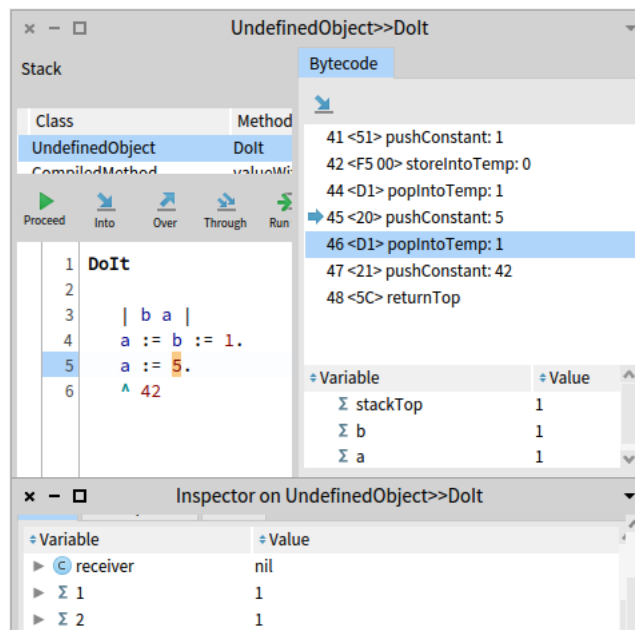 UndefinedObject>>DoIt
Stack
Class Method
UndefinedObject DoIt
CompiledMethod valueWi
Proceed Into Over Through Run
1 DoIt
2
3 | b a |
4 a := b := 1.
5 a := 5.
6 ^ 42
Bytecode
41 <51> pushConstant: 1
42 <F5 00> storeIntoTemp: 0
44 <D1> popIntoTemp: 1
45 <20> pushConstant: 5
46 <D1> popIntoTemp: 1
47 <21> pushConstant: 42
48 <5C> returnTop
Variable Value
Σ stackTop 1
Σ b 1
Σ a 1
Inspector on UndefinedObject>>DoIt
Variable Value
C receiver nil
Σ 1 1
Σ 2 1